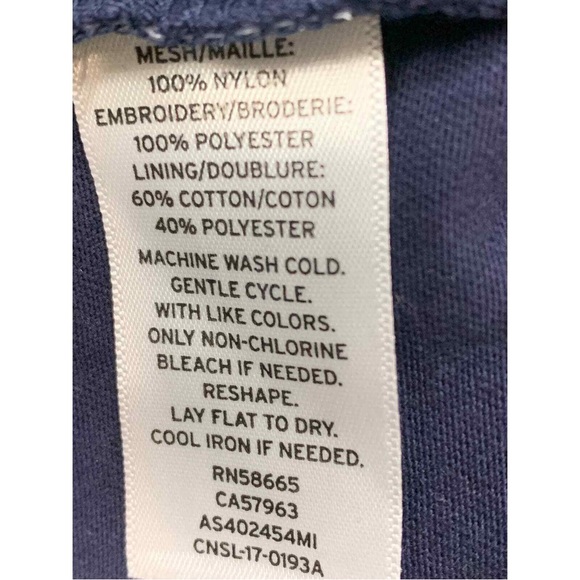 MESH/MAILLE:
100% NYLON
EMBROIDERY/BRODERIE:
100% POLYESTER
LINING/DOUBLURE:
60% COTTON/COTON
40% POLYESTER
MACHINE WASH COLD.
GENTLE CYCLE.
WITH LIKE COLORS.
ONLY NON-CHLORINE
BLEACH IF NEEDED.
RESHAPE.
LAY FLAT TO DRY.
COOL IRON IF NEEDED.
RN58665
CA57963
AS402454MI
CNSL-17-0193A